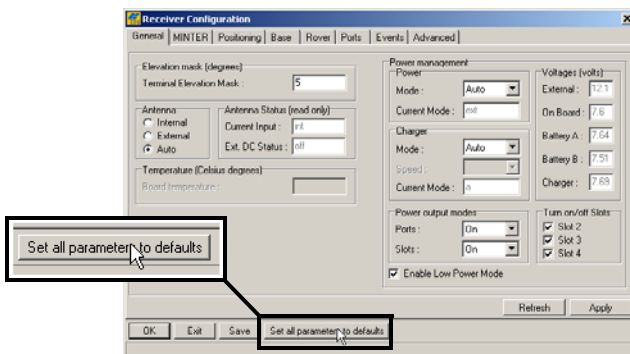 Receiver Configuration
General MINTER Positioning Base Rover Ports Events Advanced
Elevation mask (degrees)
Terminal Elevation Mask : 5
Antenna
Internal
External
Auto
Antenna Status (read only)
Current Input : int
Ext. DC Status : off
Temperature (Celsius degrees)
Board temperature :
Power management
Power
Mode : Auto
Current Mode : ext
Charger
Mode : Auto
Speed :
Current Mode : a
Voltages (volts)
External : 12.1
On Board : 7.6
Battery A : 7.64
Battery B : 7.51
Charger : 7.69
Power output modes
Ports : On
Slots : On
Turn on/off Slots
Slot 2
Slot 3
Slot 4
Enable Low Power Mode
Set all parameters to defaults
Refresh Apply
OK Exit Save Set all parameters to defaults